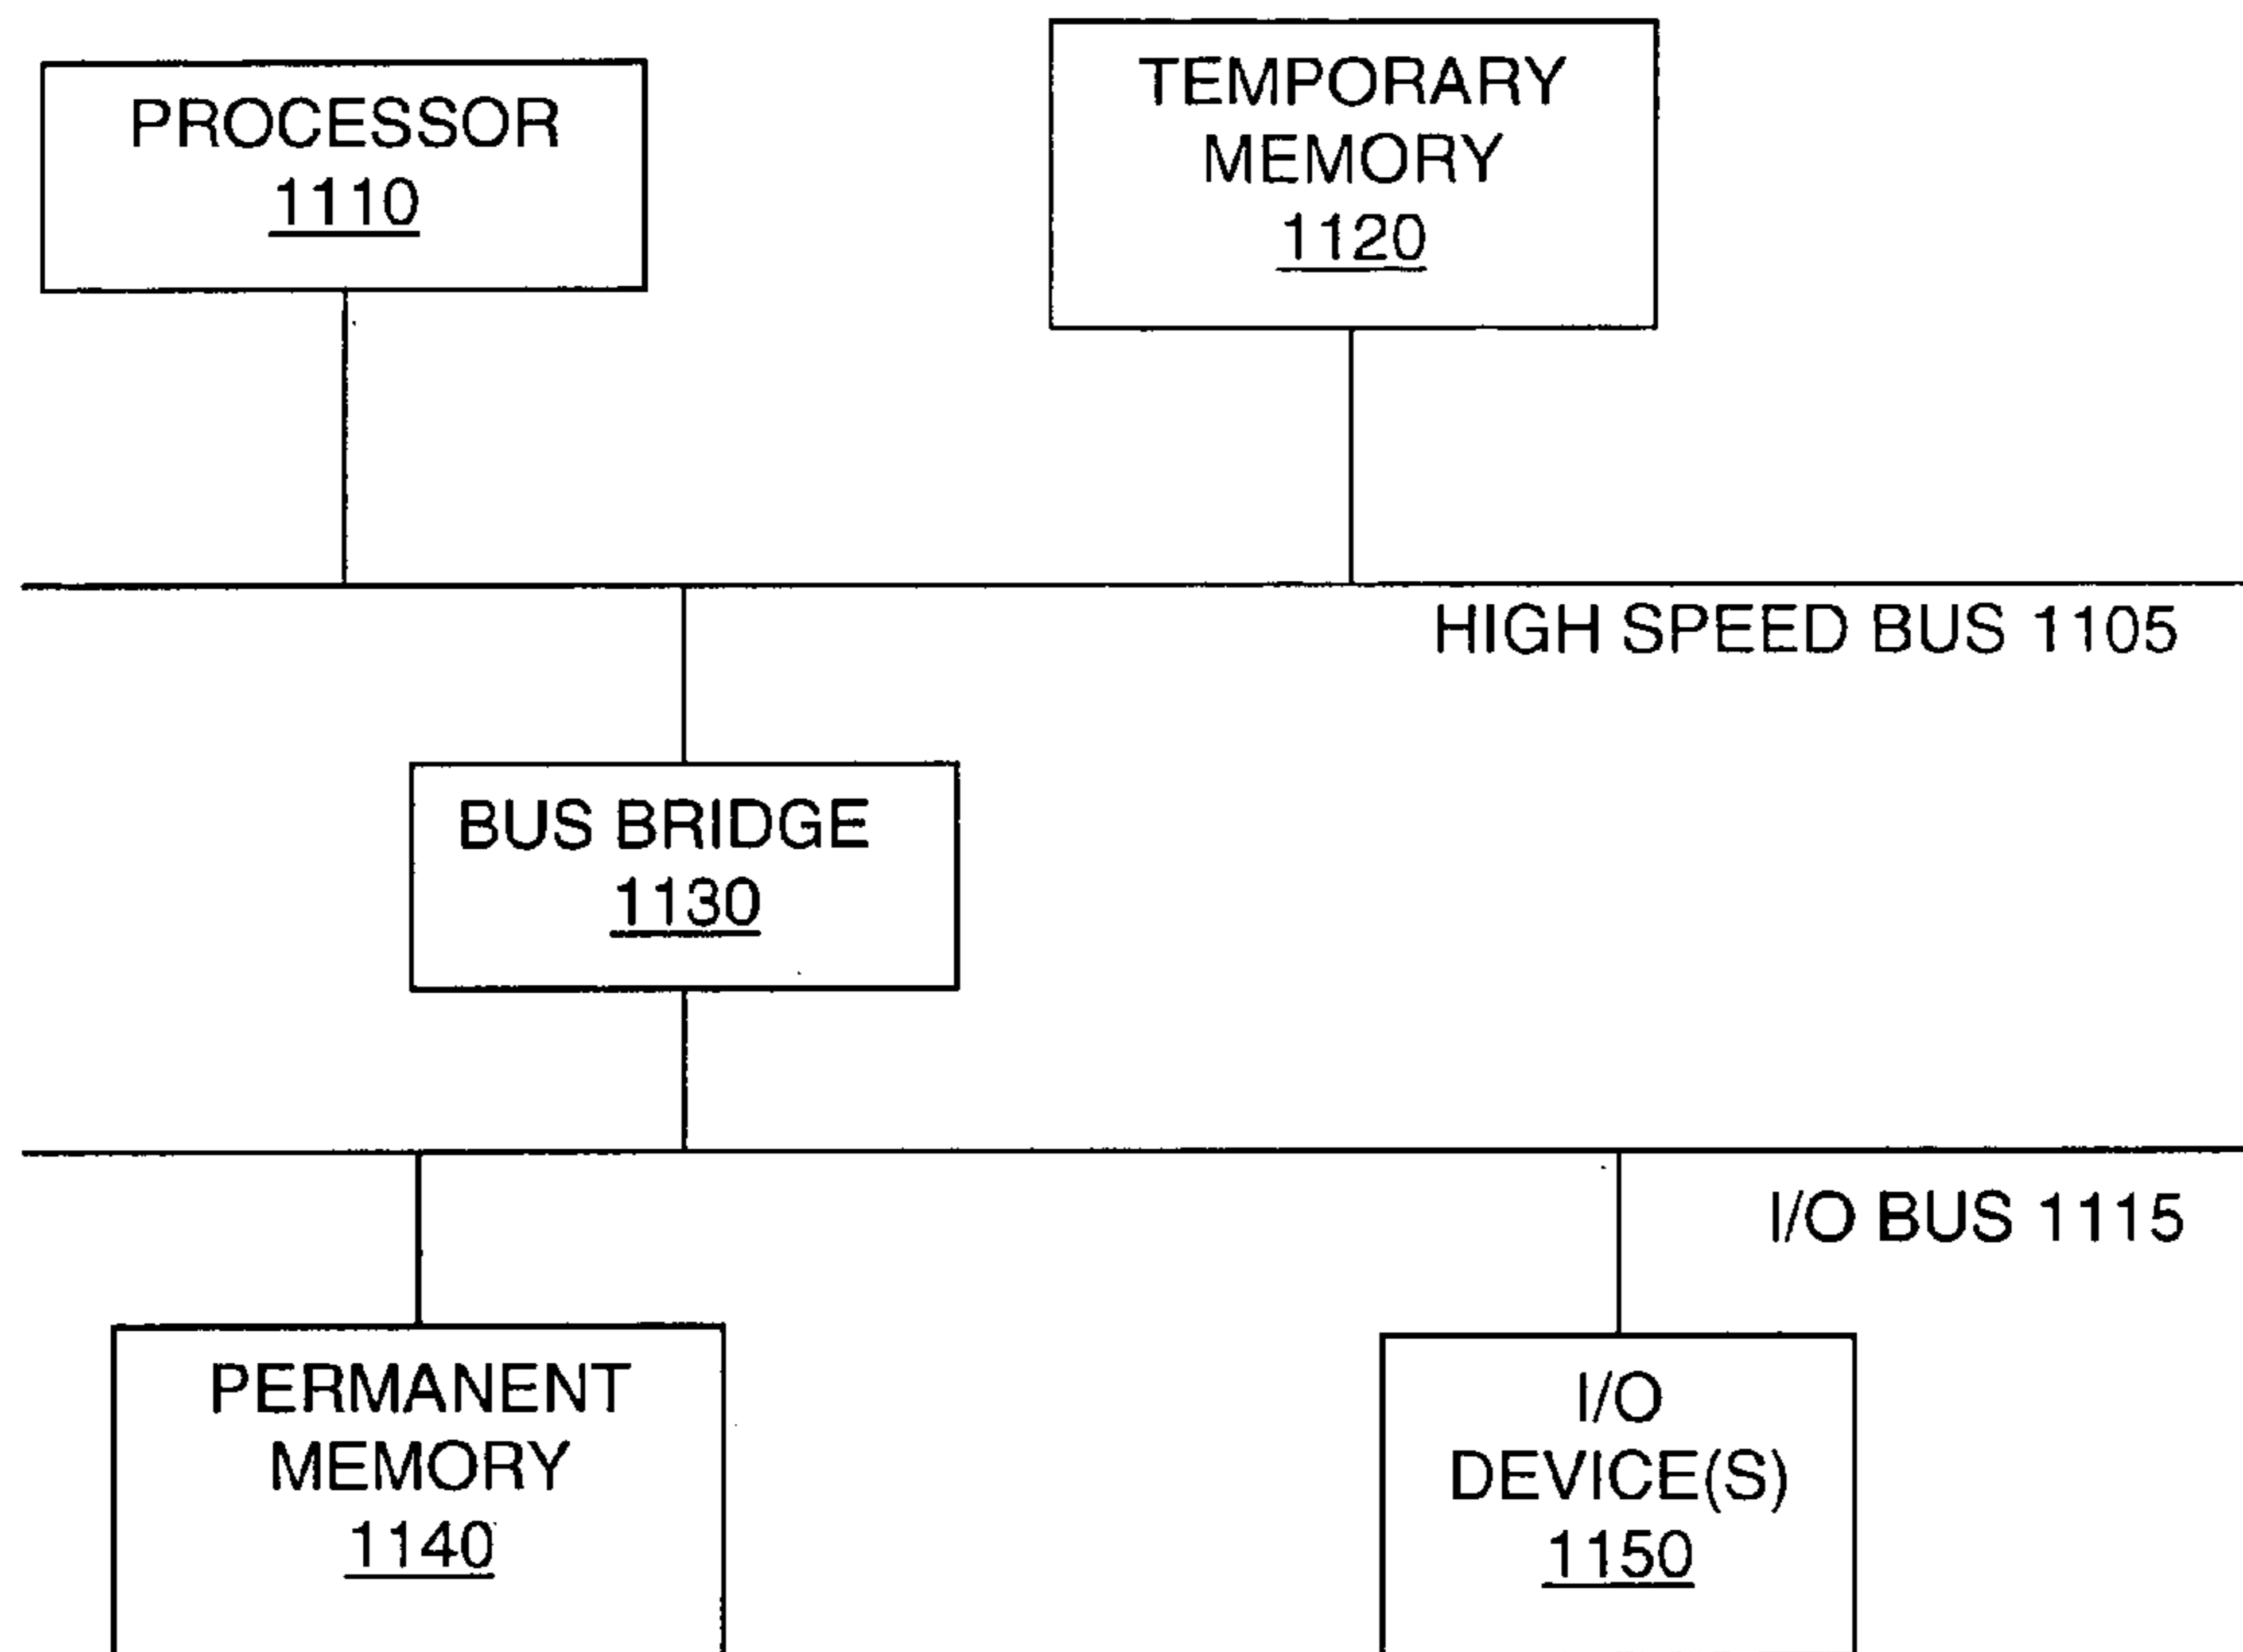 PROCESSOR
1110
TEMPORARY
MEMORY
1120
HIGH SPEED BUS 1105
BUS BRIDGE
1130
I/O BUS 1115
PERMANENT
MEMORY
1140
I/O
DEVICE(S)
1150